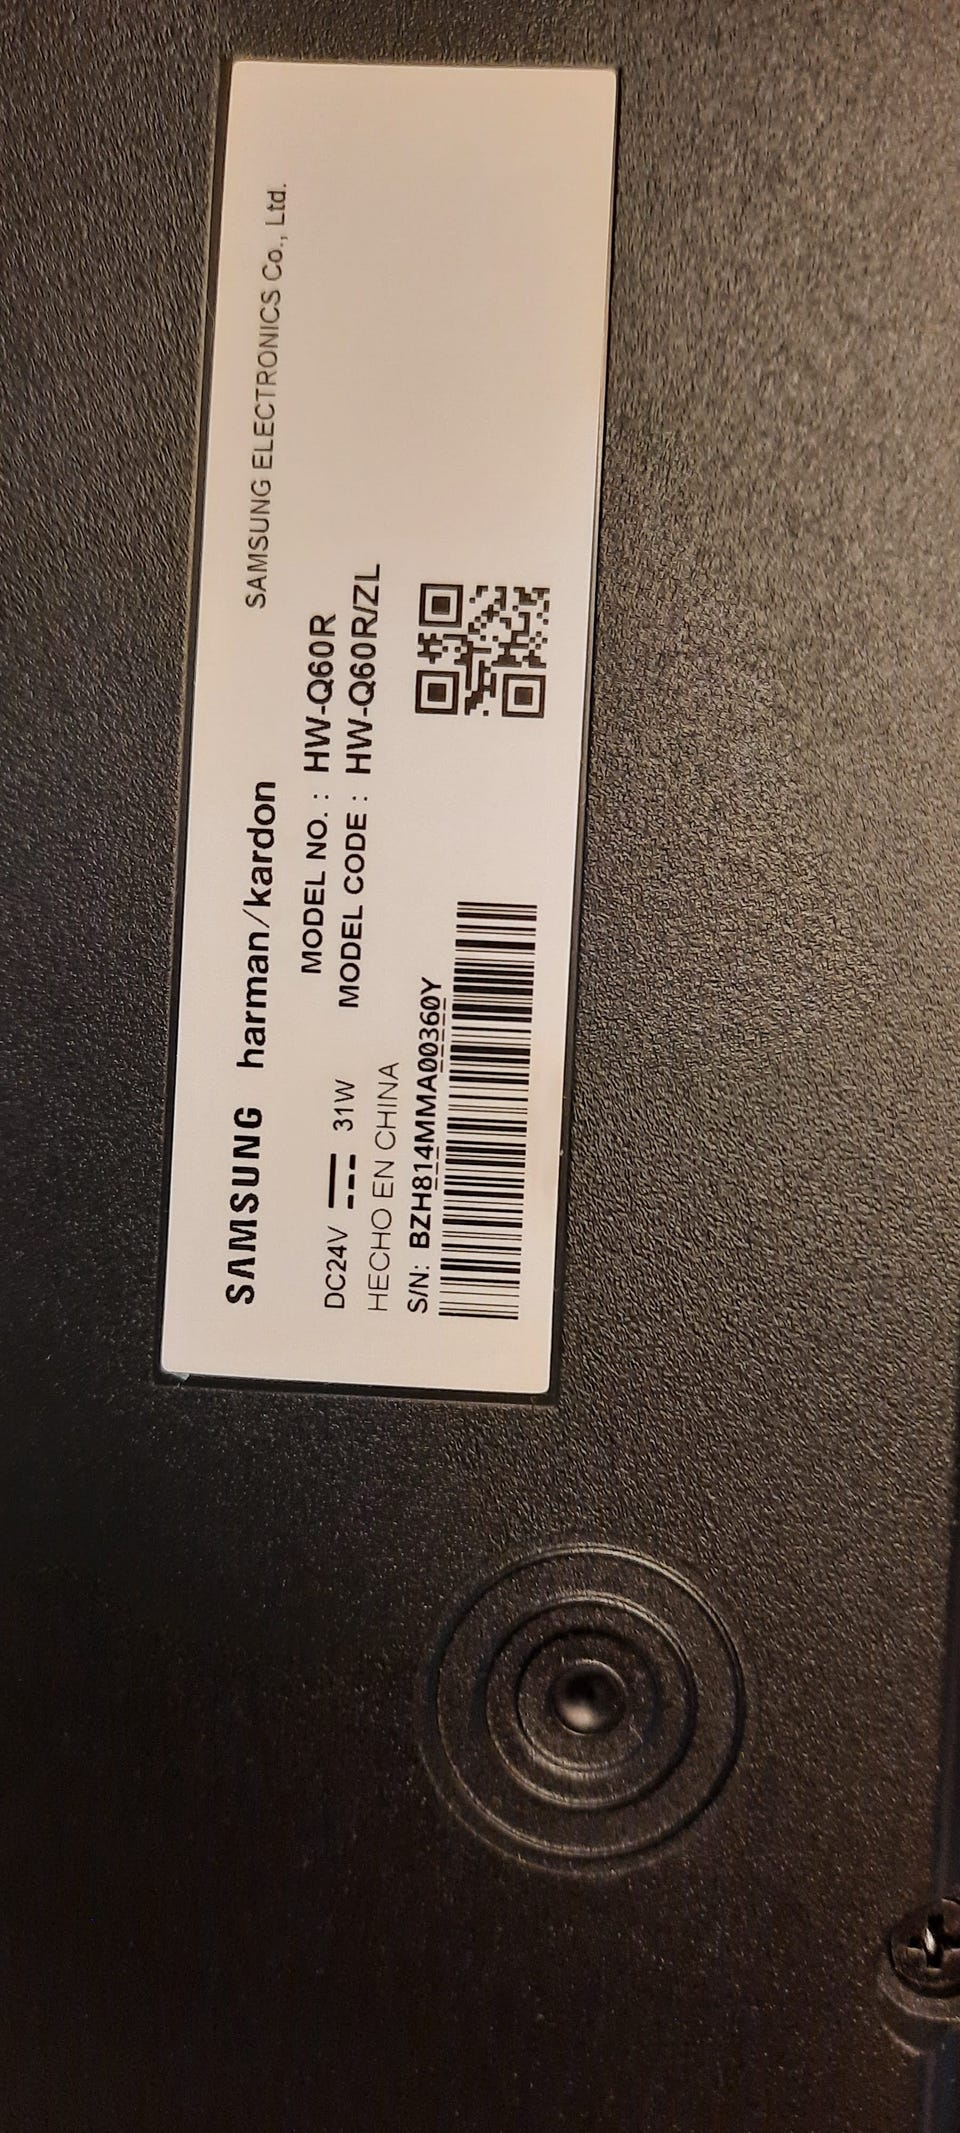 SAMSUNG harman/kardon SAMSUNG ELECTRONICS Co., Ltd.
MODEL NO. : HW-Q60R
DC24V 31W MODEL CODE : HW-Q60R/ZL
HECHO EN CHINA
S/N: BZH814MMA00360Y